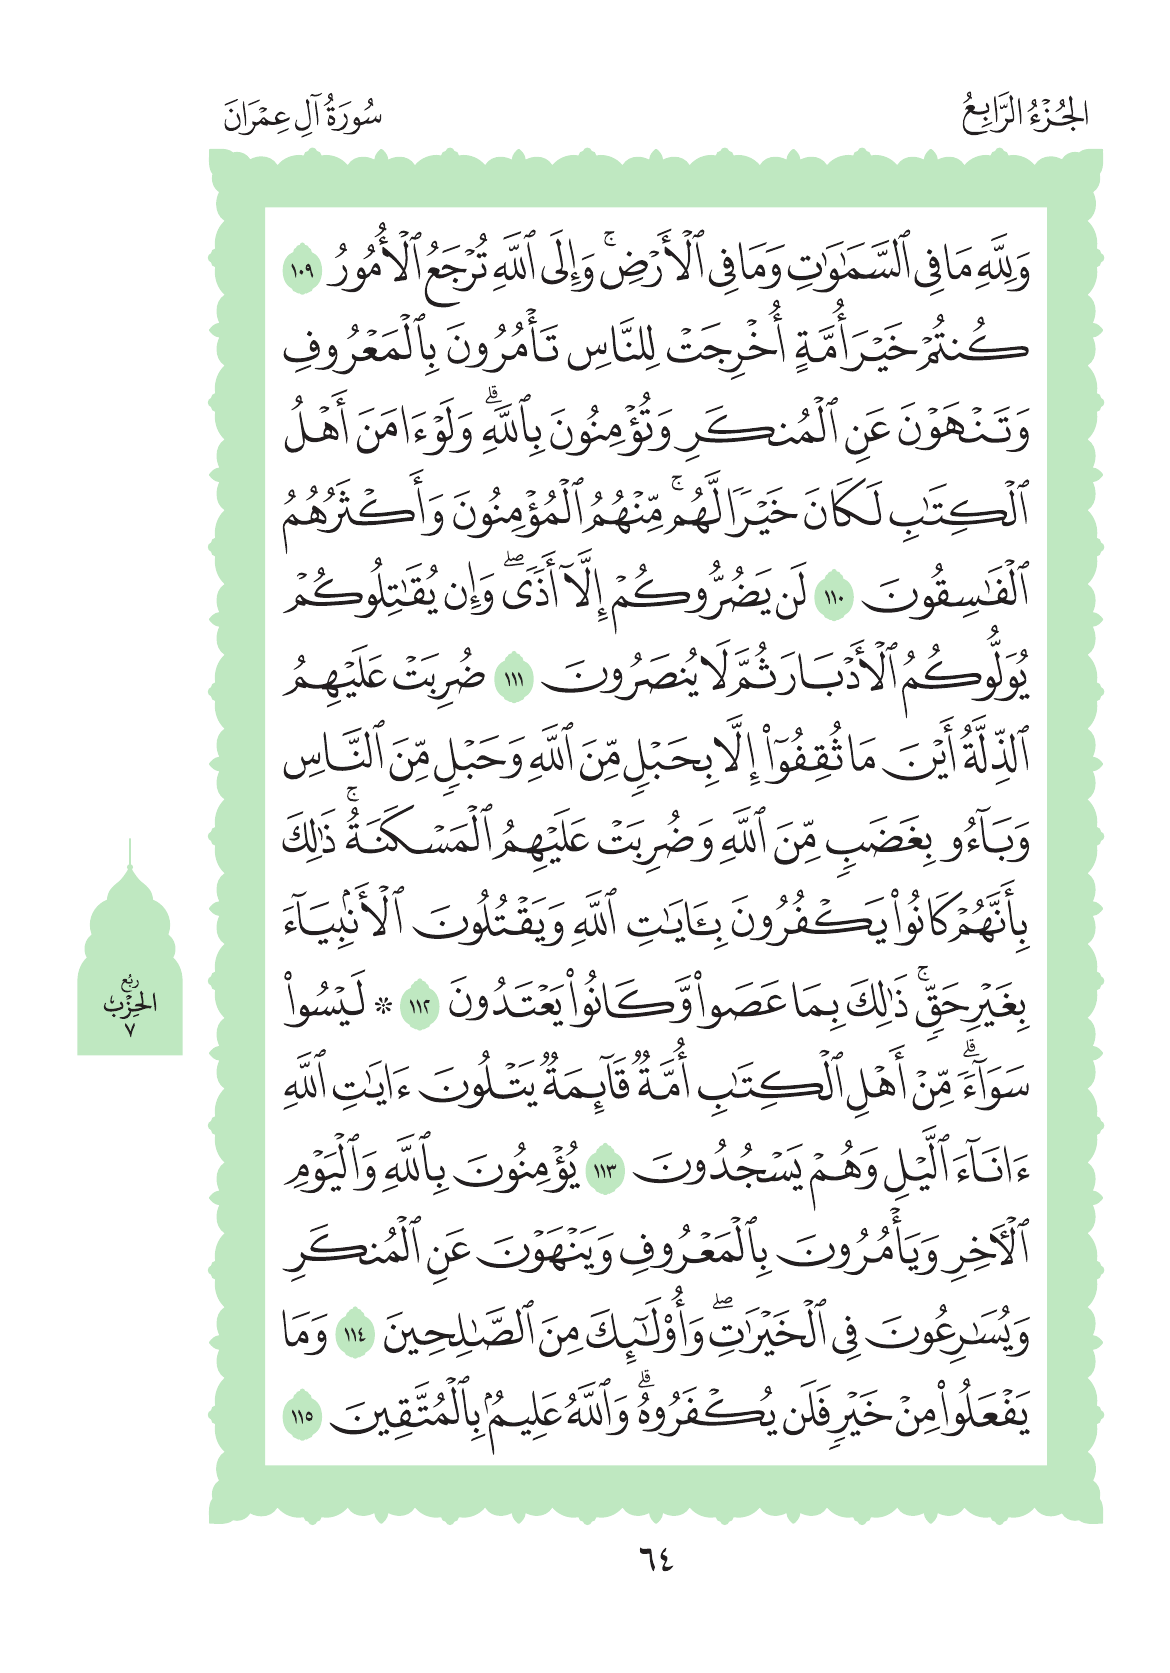 الجُزْءُ الرَّابِعُ
سُورَةُ آلِ عِمْرَانَ
وَلِلَّهِ مَا فِي ٱلسَّمَٰوَٰتِ وَمَا فِي ٱلْأَرْضِۚ وَإِلَى ٱللَّهِ تُرْجَعُ ٱلْأُمُورُ ١٠٩
كُنتُمْ خَيْرَ أُمَّةٍ أُخْرِجَتْ لِلنَّاسِ تَأْمُرُونَ بِٱلْمَعْرُوفِ
وَتَنْهَوْنَ عَنِ ٱلْمُنكَرِ وَتُؤْمِنُونَ بِٱللَّهِۗ وَلَوْ ءَامَنَ أَهْلُ
ٱلْكِتَٰبِ لَكَانَ خَيْرًا لَّهُمۚ مِّنْهُمُ ٱلْمُؤْمِنُونَ وَأَكْثَرُهُمُ
ٱلْفَٰسِقُونَ ١١٠ لَن يَضُرُّوكُمْ إِلَّآ أَذًىۖ وَإِن يُقَٰتِلُوكُمْ
يُوَلُّوكُمُ ٱلْأَدْبَارَ ثُمَّ لَا يُنصَرُونَ ١١١ ضُرِبَتْ عَلَيْهِمُ
ٱلذِّلَّةُ أَيْنَ مَا ثُقِفُوٓا۟ إِلَّا بِحَبْلٍ مِّنَ ٱللَّهِ وَحَبْلٍ مِّنَ ٱلنَّاسِ
وَبَآءُو بِغَضَبٍ مِّنَ ٱللَّهِ وَضُرِبَتْ عَلَيْهِمُ ٱلْمَسْكَنَةُۚ ذَٰلِكَ
بِأَنَّهُمْ كَانُوا۟ يَكْفُرُونَ بِـَٔايَٰتِ ٱللَّهِ وَيَقْتُلُونَ ٱلْأَنۢبِيَآءَ
بِغَيْرِ حَقٍّۚ ذَٰلِكَ بِمَا عَصَوا۟ وَّكَانُوا۟ يَعْتَدُونَ ١١٢ ۞ لَيْسُوا۟
سَوَآءًۗ مِّنْ أَهْلِ ٱلْكِتَٰبِ أُمَّةٌ قَآئِمَةٌ يَتْلُونَ ءَايَٰتِ ٱللَّهِ
ءَانَآءَ ٱلَّيْلِ وَهُمْ يَسْجُدُونَ ١١٣ يُؤْمِنُونَ بِٱللَّهِ وَٱلْيَوْمِ
ٱلْـَٔاخِرِ وَيَأْمُرُونَ بِٱلْمَعْرُوفِ وَيَنْهَوْنَ عَنِ ٱلْمُنكَرِ
وَيُسَٰرِعُونَ فِي ٱلْخَيْرَٰتِۖ وَأُو۟لَٰٓئِكَ مِنَ ٱلصَّٰلِحِينَ ١١٤ وَمَا
يَفْعَلُوا۟ مِنْ خَيْرٍ فَلَن يُكْفَرُوهُۗ وَٱللَّهُ عَلِيمٌۢ بِٱلْمُتَّقِينَ ١١٥
رُبُع
الحِزْب
٧
٦٤